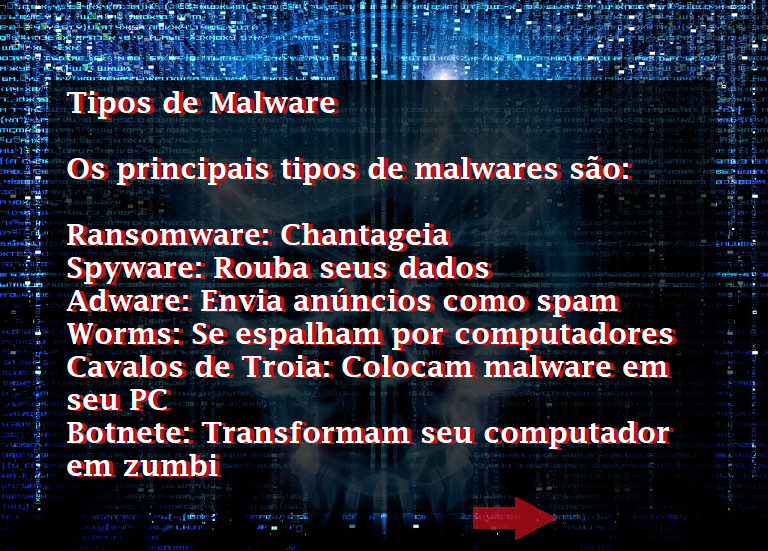 Tipos de Malware
Os principais tipos de malwares são:
Ransomware: Chantageia
Spyware: Rouba seus dados
Adware: Envia anúncios como spam
Worms: Se espalham por computadores
Cavalos de Troia: Colocam malware em
seu PC
Botnete: Transformam seu computador
em zumbi